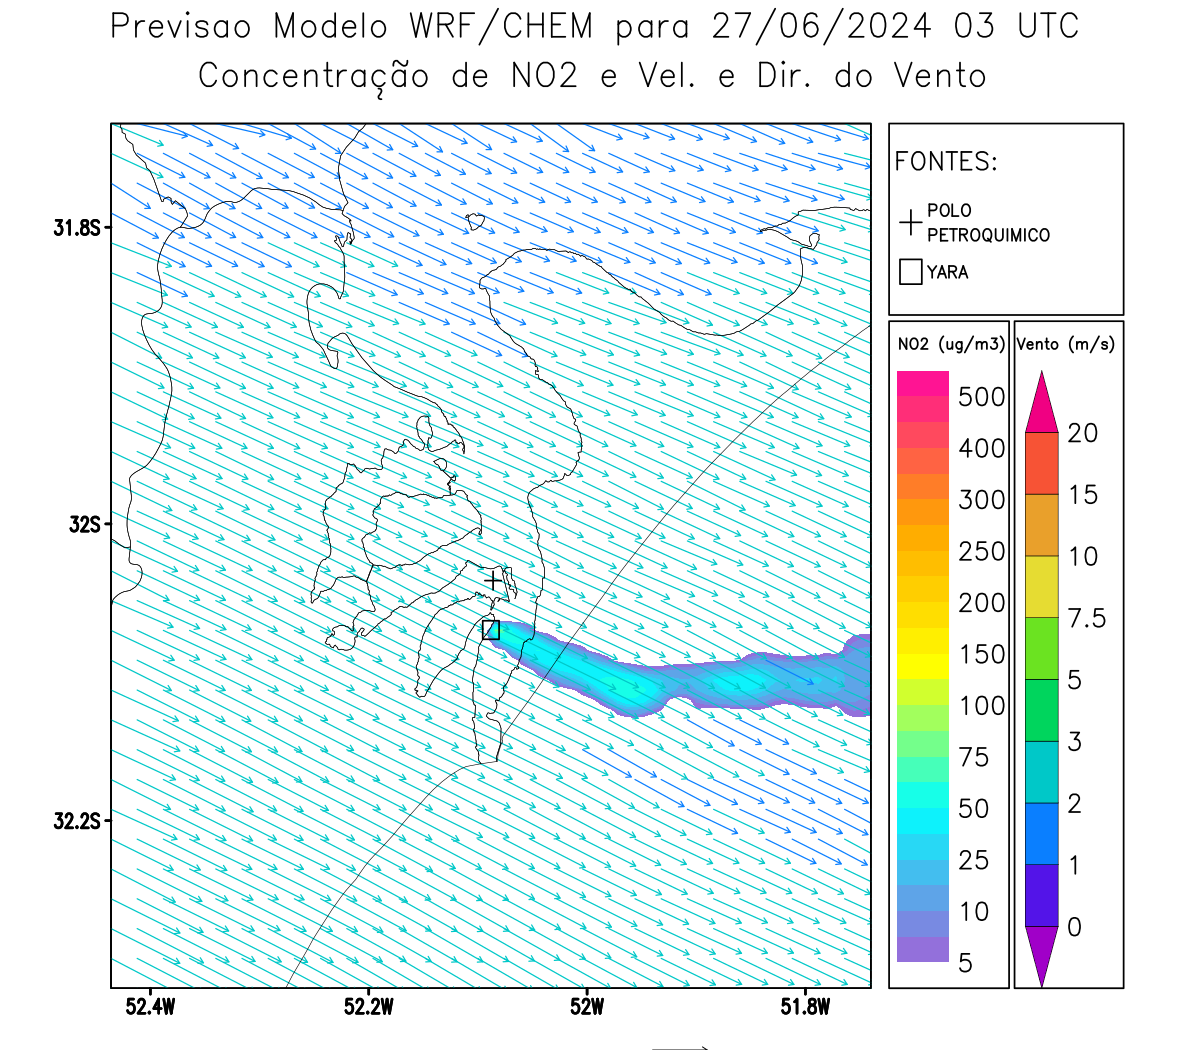 Previsao Modelo WRF/CHEM para 27/06/2024 03 UTC
Concentração de NO2 e Vel. e Dir. do Vento
FONTES:
POLO
PETROQUIMICO
YARA
NO2 (ug/m3)
500
400
300
250
200
150
100
75
50
25
10
5
Vento (m/s)
20
15
10
7.5
5
3
2
1
0
31.8S
32S
32.2S
52.4W
52.2W
52W
51.8W